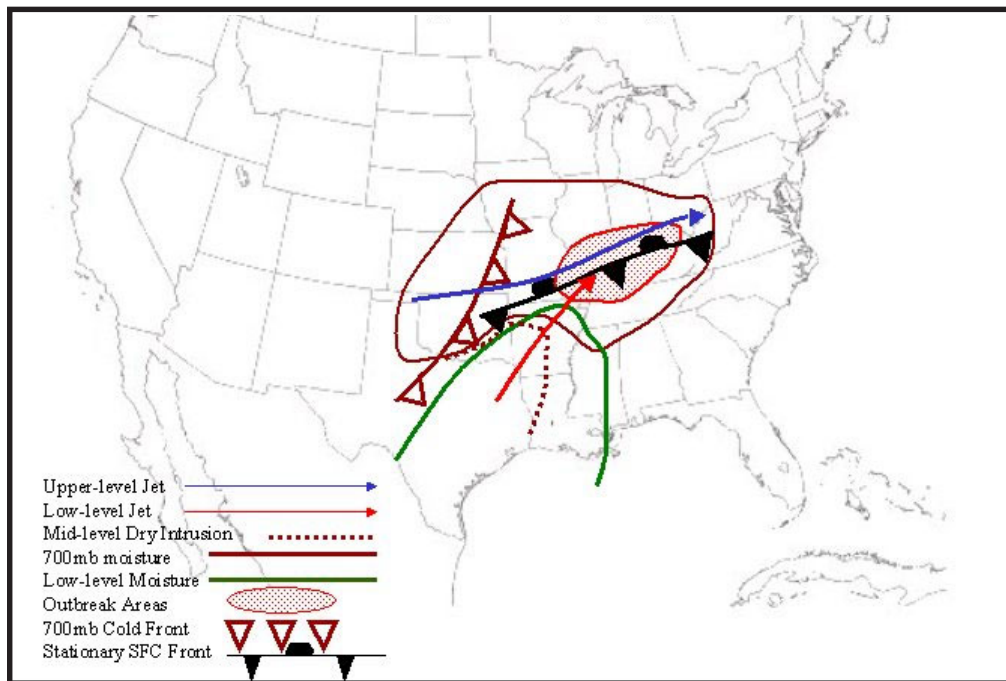 Upper-level Jet
Low-level Jet
Mid-level Dry Intrusion
700mb moisture
Low-level Moisture
Outbreak Areas
700mb Cold Front
Stationary SFC Front